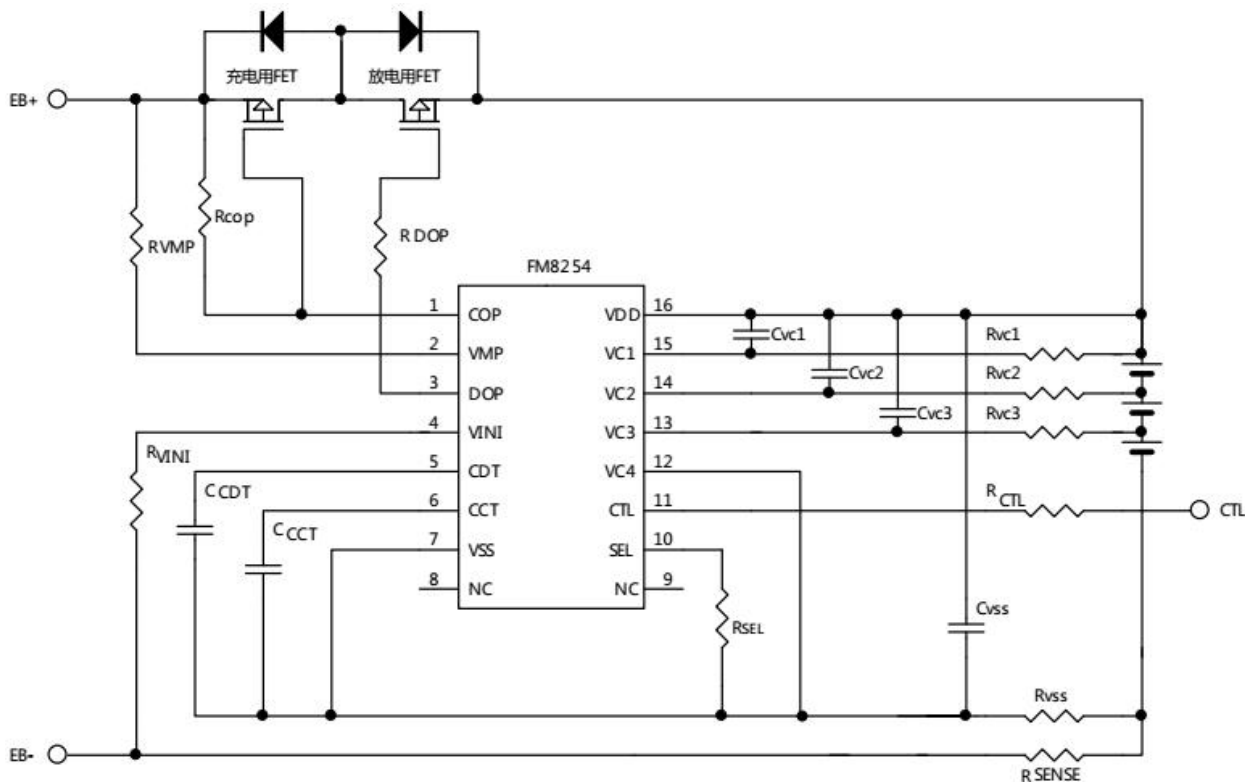 充电用FET 放电用FET
EB+
Rcop
RVMP
R DOP
FM8254
1 COP VDD 16
2 VMP VC1 15
3 DOP VC2 14
4 VINI VC3 13
5 CDT VC4 12
6 CCT CTL 11
7 VSS SEL 10
8 NC NC 9
Cvc1
Cvc2
Cvc3
Rvc1
Rvc2
Rvc3
RVINI
C CDT
C CCT
R CTL
CTL
RSEL
Cvss
Rvss
EB-
R SENSE